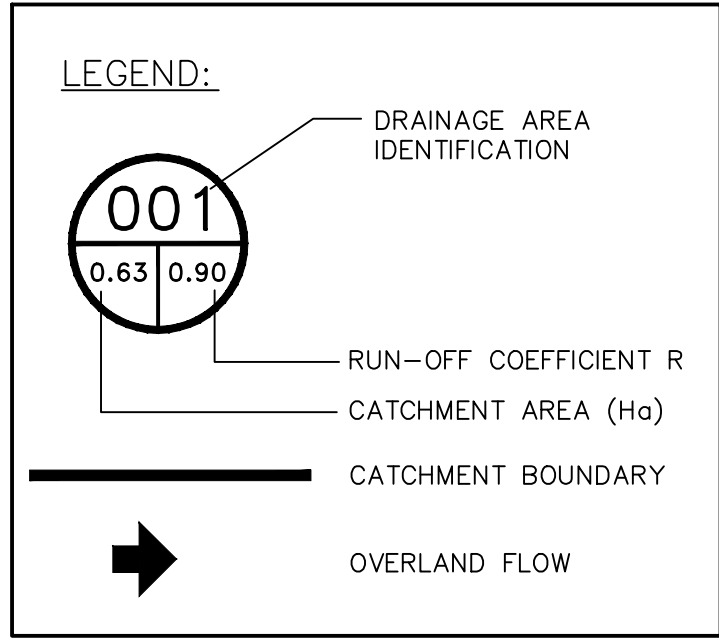 LEGEND:
DRAINAGE AREA
IDENTIFICATION
001
0.63 0.90
RUN-OFF COEFFICIENT R
CATCHMENT AREA (Ha)
CATCHMENT BOUNDARY
OVERLAND FLOW